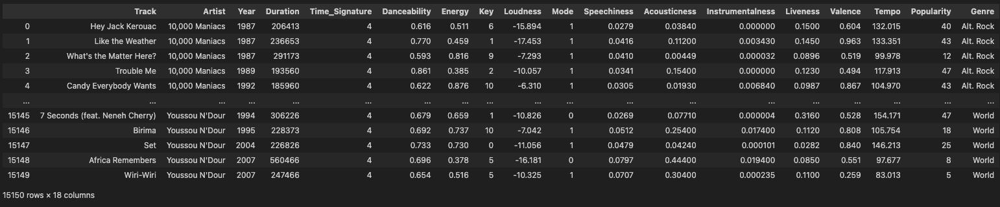 Track Artist Year Duration Time_Signature Danceability Energy Key Loudness Mode Speechiness Acousticness Instrumentalness Liveness Valence Tempo Popularity Genre
0 Hey Jack Kerouac 10,000 Maniacs 1987 206413 4 0.616 0.511 6 -15.894 1 0.0279 0.03840 0.000000 0.1500 0.604 132.015 40 Alt. Rock
1 Like the Weather 10,000 Maniacs 1987 236653 4 0.770 0.459 1 -17.453 1 0.0416 0.11200 0.003430 0.1450 0.963 133.351 43 Alt. Rock
2 What's the Matter Here? 10,000 Maniacs 1987 291173 4 0.593 0.816 9 -7.293 1 0.0410 0.00449 0.000032 0.0896 0.519 99.978 12 Alt. Rock
3 Trouble Me 10,000 Maniacs 1989 193560 4 0.861 0.385 2 -10.057 1 0.0341 0.15400 0.000000 0.1230 0.494 117.913 47 Alt. Rock
4 Candy Everybody Wants 10,000 Maniacs 1992 185960 4 0.622 0.876 10 -6.310 1 0.0305 0.01930 0.006840 0.0987 0.867 104.970 43 Alt. Rock
... ... ... ... ... ... ... ... ... ... ... ... ... ... ... ... ... ... ...
15145 7 Seconds (feat. Neneh Cherry) Youssou N'Dour 1994 306226 4 0.679 0.659 1 -10.826 0 0.0269 0.07710 0.000004 0.3160 0.528 154.171 47 World
15146 Birima Youssou N'Dour 1995 228373 4 0.692 0.737 10 -7.042 1 0.0512 0.25400 0.017400 0.1120 0.808 105.754 18 World
15147 Set Youssou N'Dour 2004 226826 4 0.733 0.730 0 -11.056 1 0.0479 0.04240 0.000101 0.0282 0.840 146.213 25 World
15148 Africa Remembers Youssou N'Dour 2007 560466 4 0.696 0.378 5 -16.181 0 0.0797 0.44400 0.019400 0.0850 0.551 97.677 8 World
15149 Wiri-Wiri Youssou N'Dour 2007 247466 4 0.654 0.516 5 -10.325 1 0.0707 0.30400 0.000235 0.1100 0.259 83.013 5 World
15150 rows × 18 columns